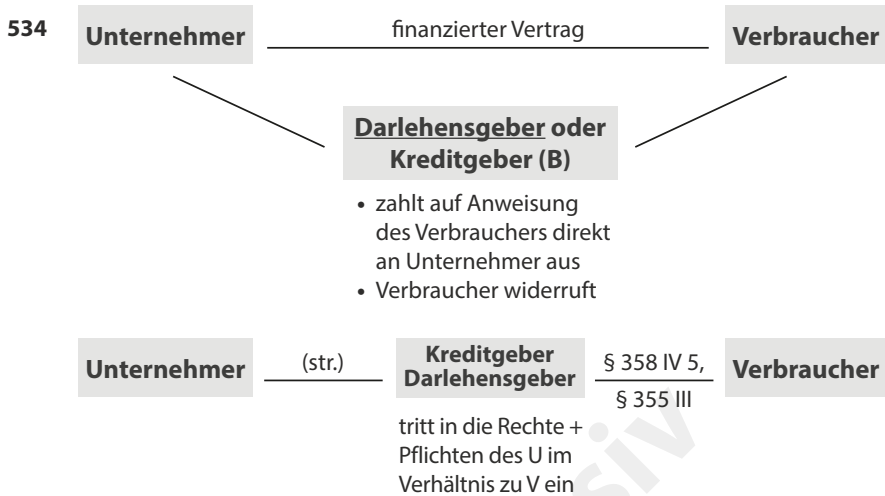 534
Unternehmer finanzierter Vertrag Verbraucher
Darlehensgeber oder
Kreditgeber (B)
• zahlt auf Anweisung
des Verbrauchers direkt
an Unternehmer aus
• Verbraucher widerruft
Unternehmer (str.) Kreditgeber
Darlehensgeber
§ 358 IV 5,
§ 355 III
Verbraucher
tritt in die Rechte +
Pflichten des U im
Verhältnis zu V ein